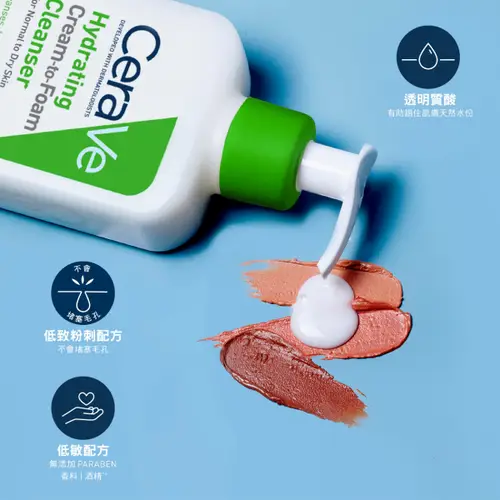 CeraVe
DEVELOPED WITH DERMATOLOGISTS
Hydrating
Cream-to-Foam
Cleanser
For Normal to Dry Skin
透明質酸
有助鎖住肌膚天然水份
不會
堵塞毛孔
低致粉刺配方
不會堵塞毛孔
低敏配方
無添加 PARABEN
香料 | 酒精